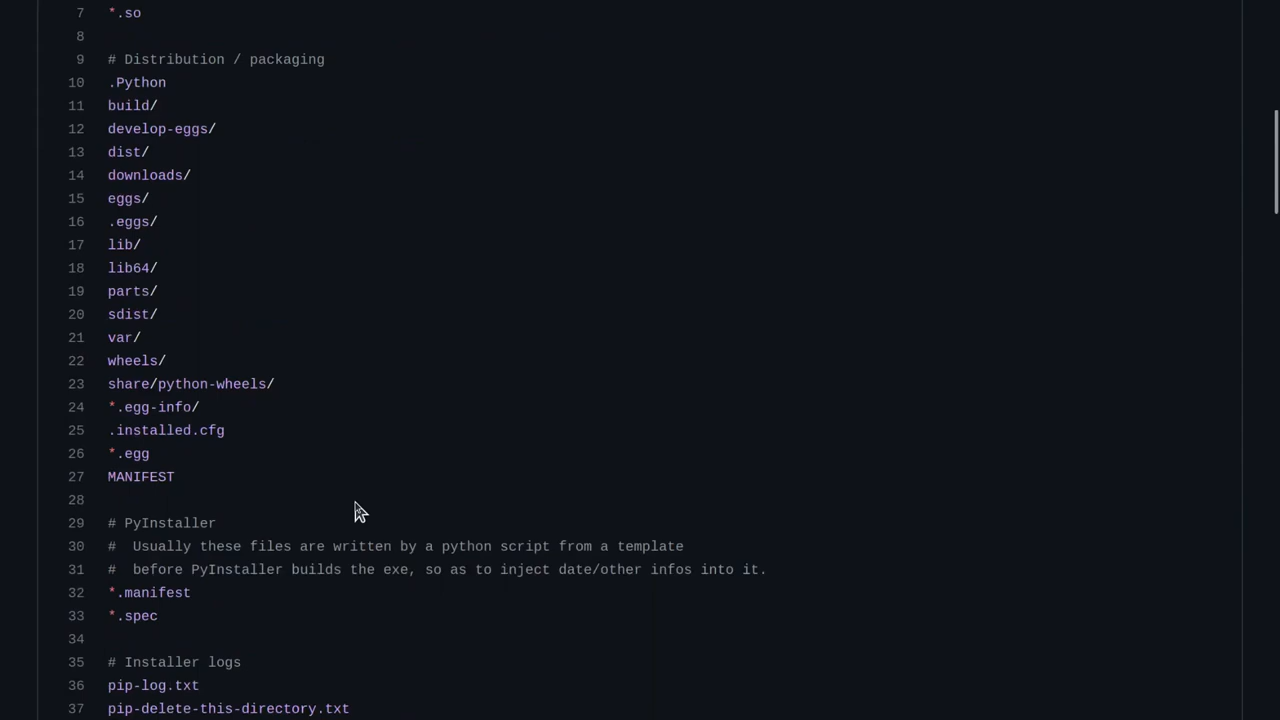 7 *.so
8
9 # Distribution / packaging
10 .Python
11 build/
12 develop-eggs/
13 dist/
14 downloads/
15 eggs/
16 .eggs/
17 lib/
18 lib64/
19 parts/
20 sdist/
21 var/
22 wheels/
23 share/python-wheels/
24 *.egg-info/
25 .installed.cfg
26 *.egg
27 MANIFEST
28
29 # PyInstaller
30 #  Usually these files are written by a python script from a template
31 #  before PyInstaller builds the exe, so as to inject date/other infos into it.
32 *.manifest
33 *.spec
34
35 # Installer logs
36 pip-log.txt
37 pip-delete-this-directory.txt